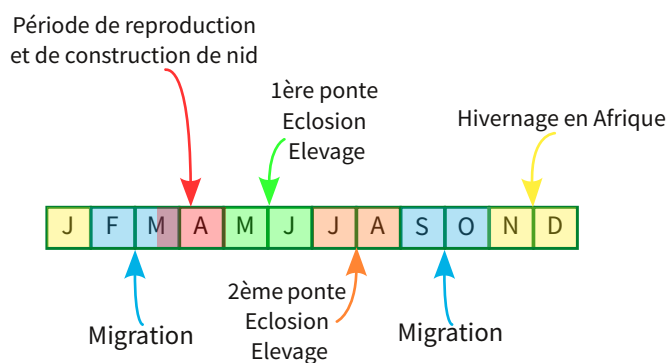 Période de reproduction
et de construction de nid
1ère ponte
Eclosion
Elevage
Hivernage en Afrique
J F M A M J J A S O N D
Migration
2ème ponte
Eclosion
Elevage
Migration